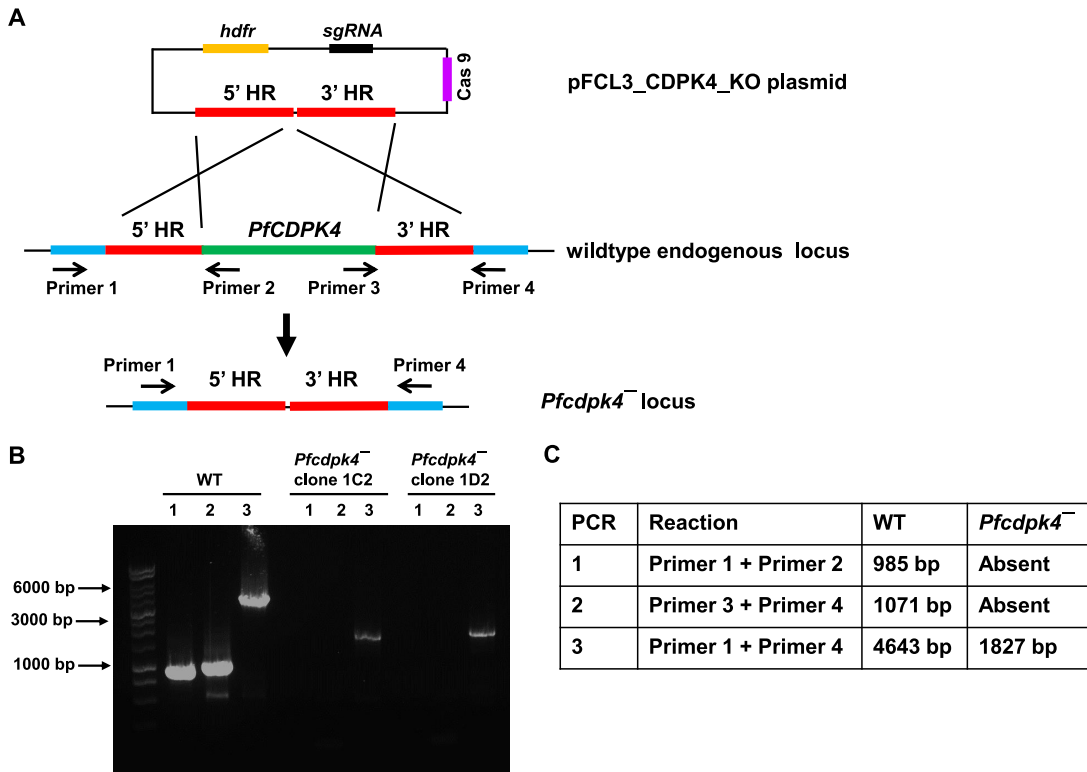 A
hdfr
sgRNA
Cas 9
5’ HR
3’ HR
pFCL3_CDPK4_KO plasmid
5’ HR
PfCDPK4
3’ HR
wildtype endogenous locus
Primer 1
Primer 2
Primer 3
Primer 4
Primer 1
5’ HR
3’ HR
Primer 4
Pfcdpk4¯ locus
B
WT
Pfcdpk4¯
clone 1C2
Pfcdpk4¯
clone 1D2
1 2 3 1 2 3 1 2 3
6000 bp
3000 bp
1000 bp
C
PCR Reaction WT Pfcdpk4¯
1 Primer 1 + Primer 2 985 bp Absent
2 Primer 3 + Primer 4 1071 bp Absent
3 Primer 1 + Primer 4 4643 bp 1827 bp